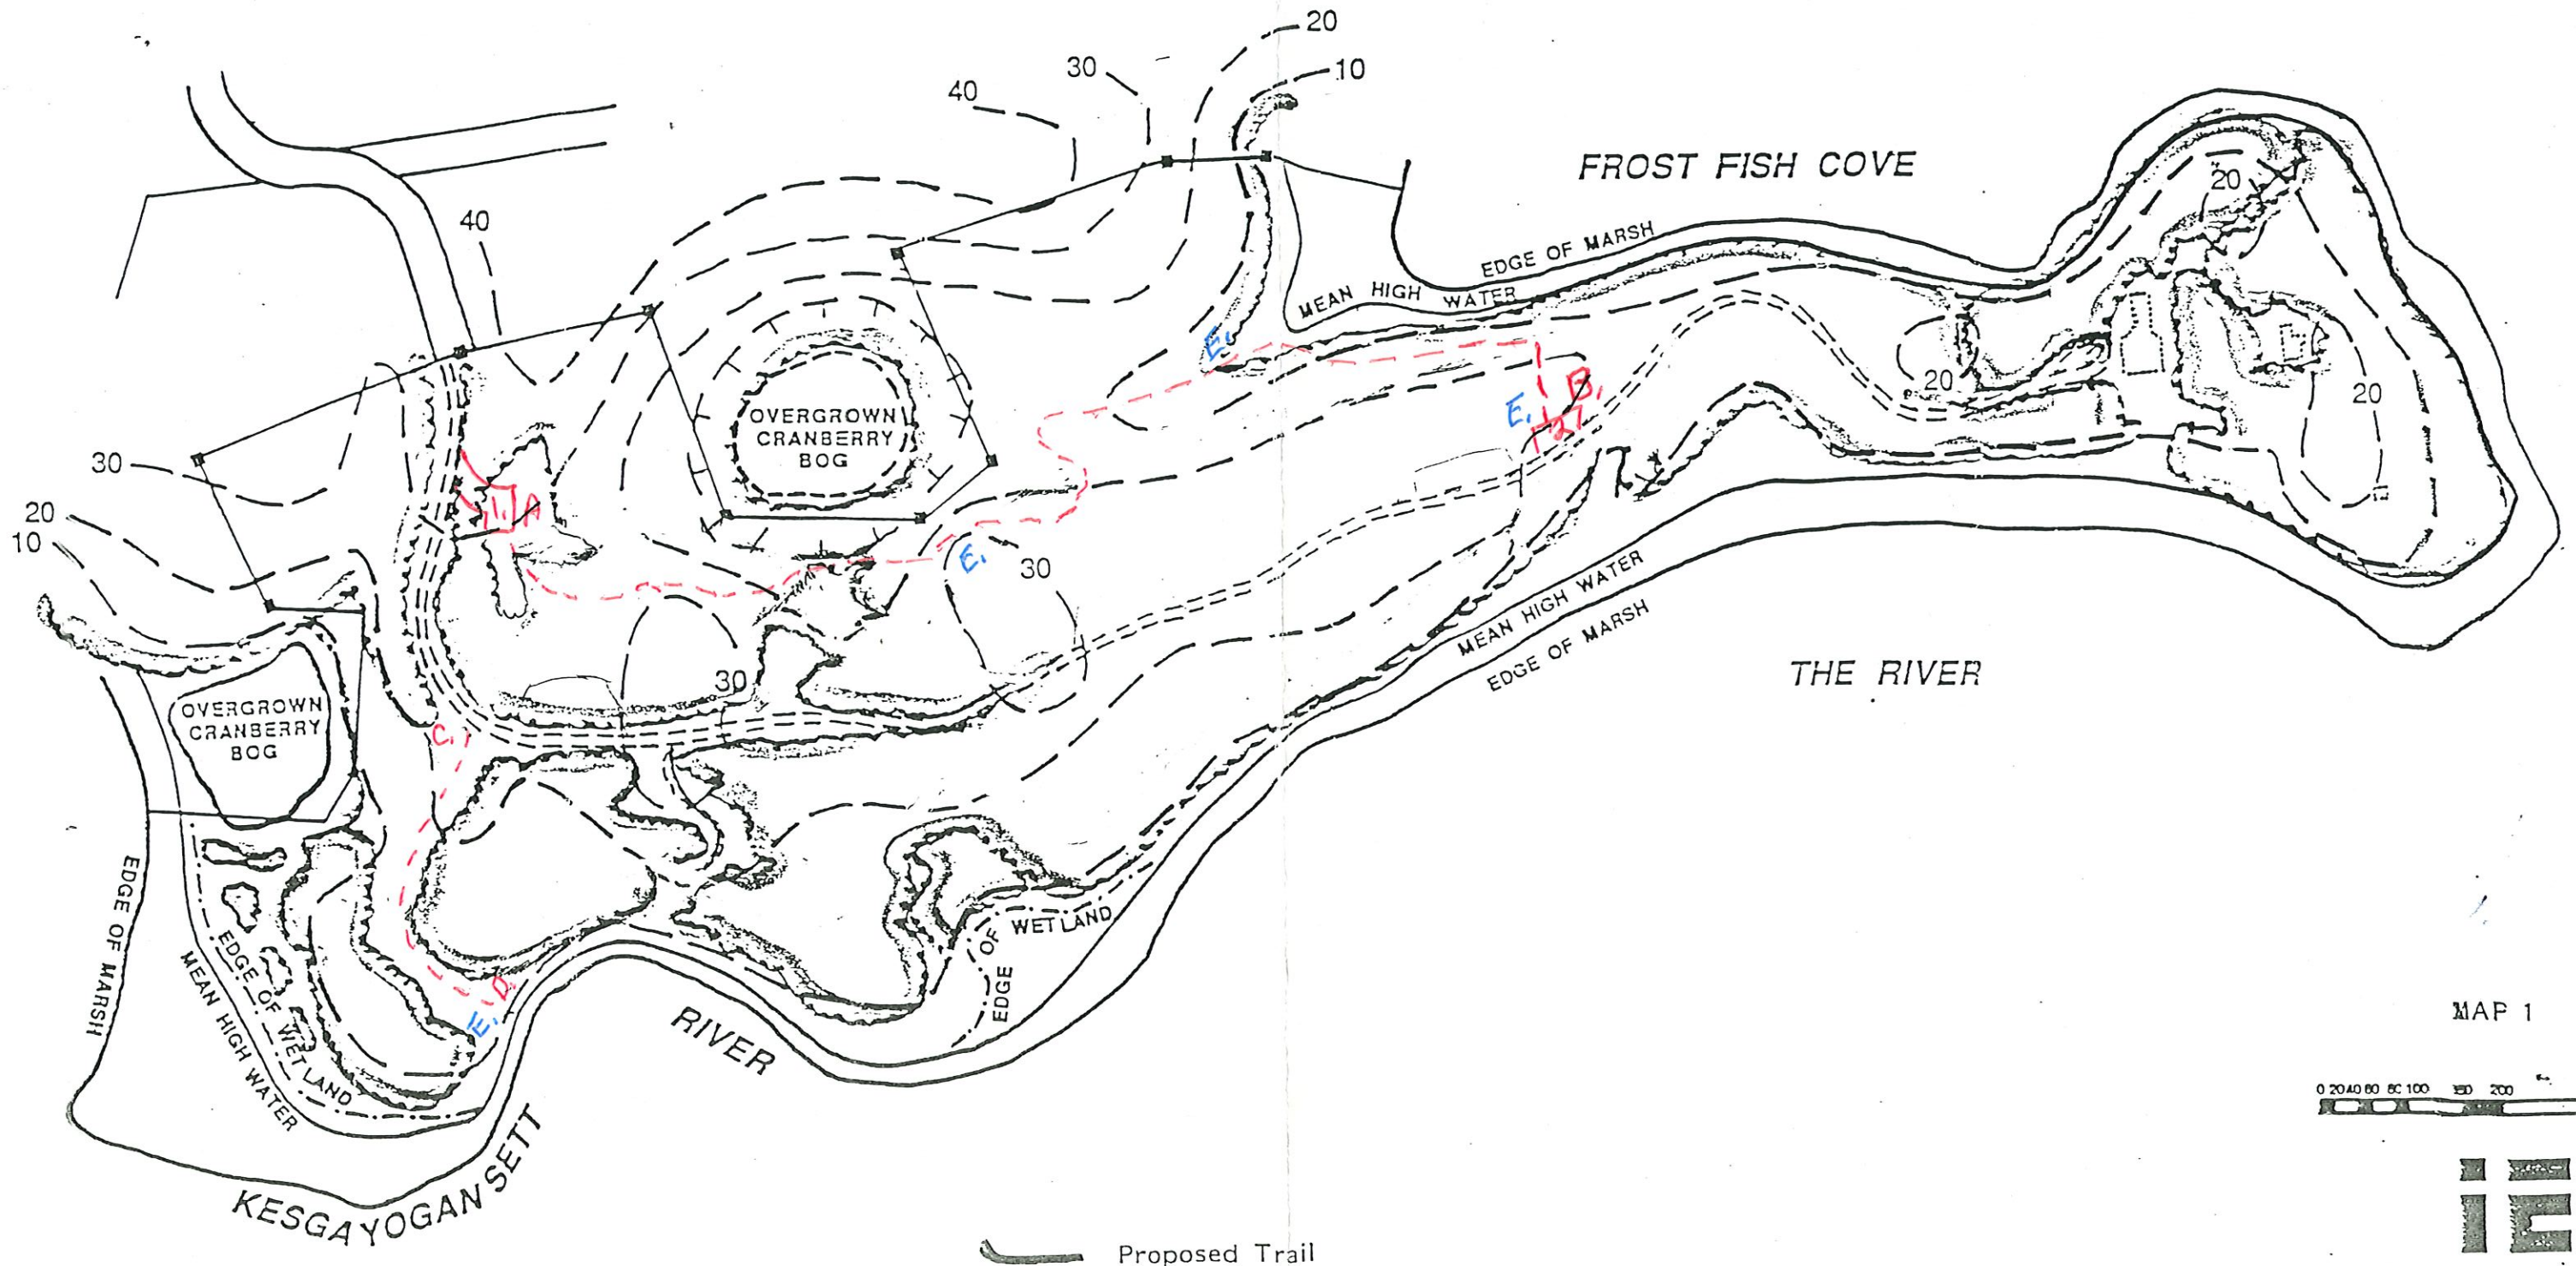 20
30
10
40
FROST FISH COVE
20
40
EDGE OF MARSH
MEAN HIGH WATER
E.
20
20
B.
E.
OVERGROWN
CRANBERRY
BOG
30
A
20
10
E.
30
MEAN HIGH WATER
EDGE OF MARSH
THE RIVER
30
OVERGROWN
CRANBERRY
BOG
C.
EDGE OF MARSH
EDGE OF WETLAND
MEAN HIGH WATER
EDGE OF WETLAND
D.
E.
RIVER
KESGAYOGANSETT
MAP 1
0 20 40 60 80 100 150 200
Proposed Trail